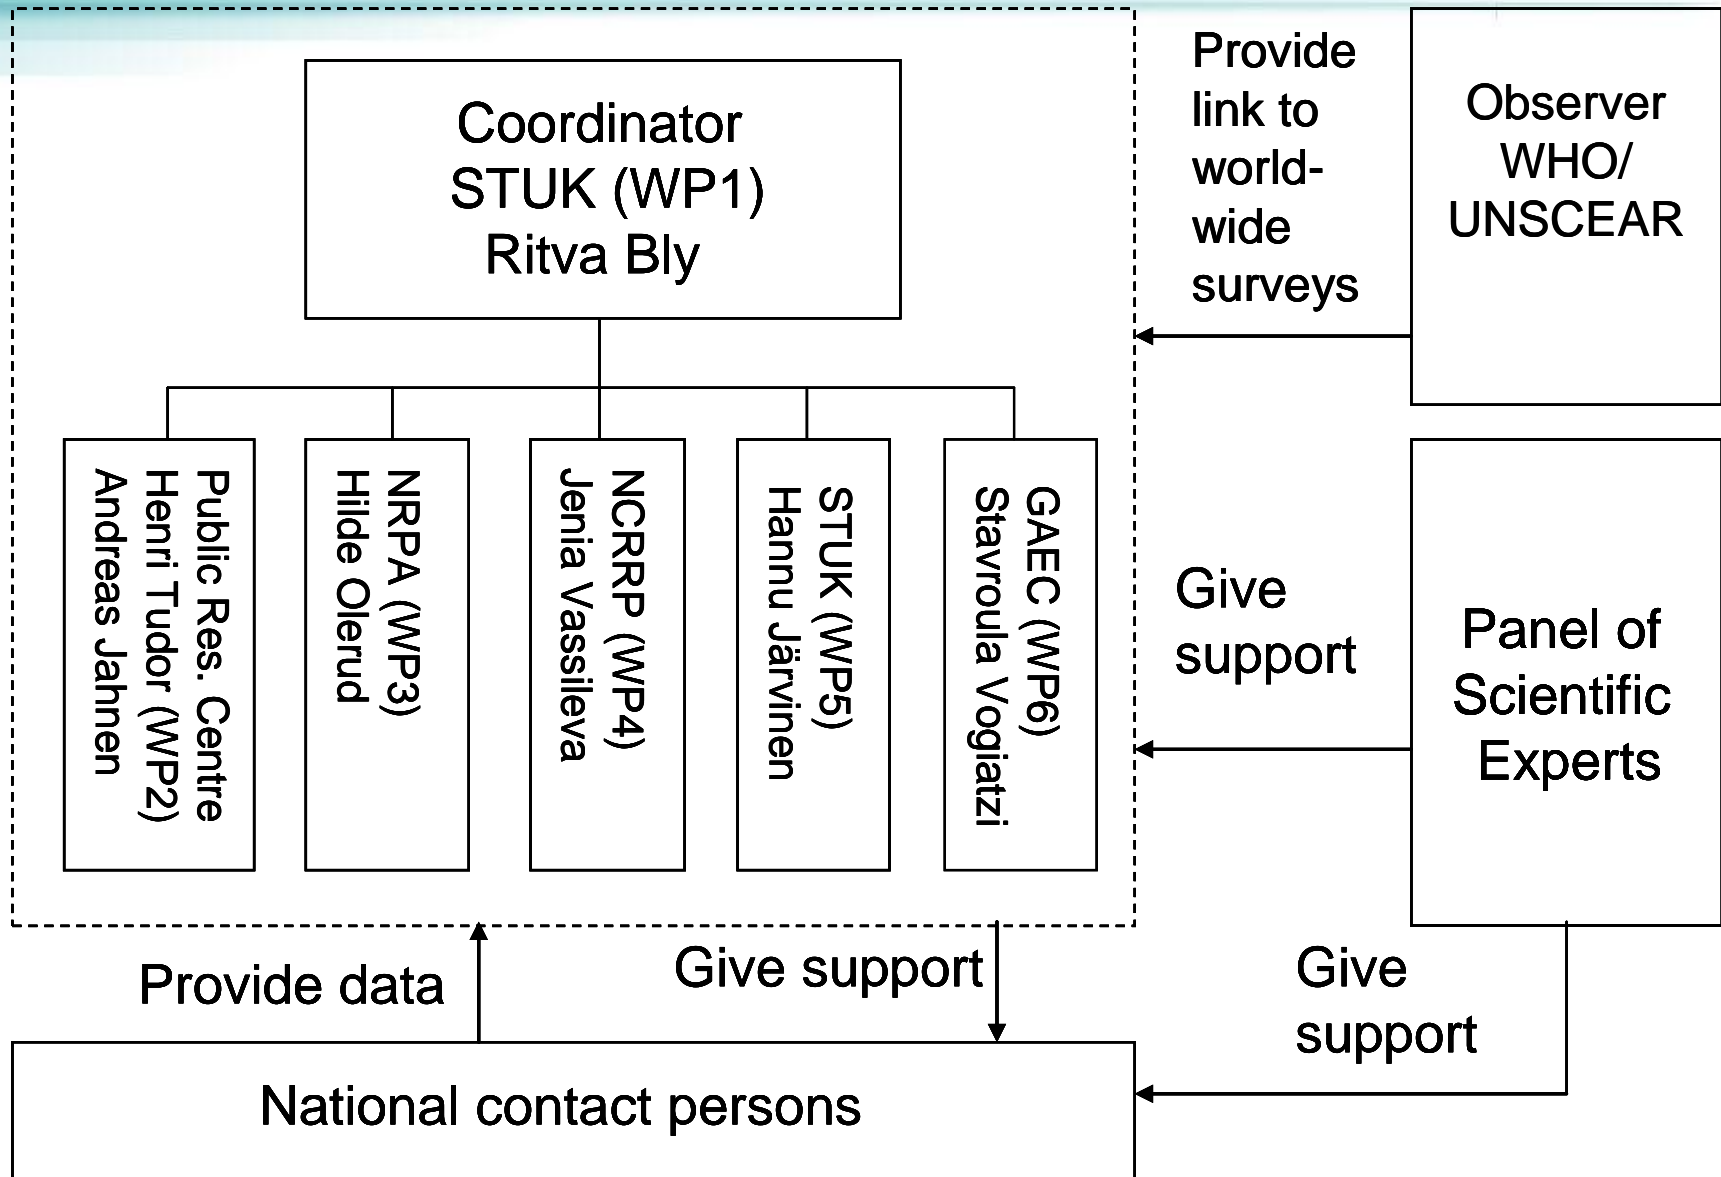 Coordinator
STUK (WP1)
Ritva Bly
Public Res. Centre
Henri Tudor (WP2)
Andreas Jahnen
NRPA (WP3)
Hilde Olerud
NCRRP (WP4)
Jenia Vassileva
STUK (WP5)
Hannu Järvinen
GAEC (WP6)
Stavroula Vogiatzi
Provide
link to
world-
wide
surveys
Observer
WHO/
UNSCEAR
Give
support
Panel of
Scientific
Experts
Provide data
Give support
Give
support
National contact persons